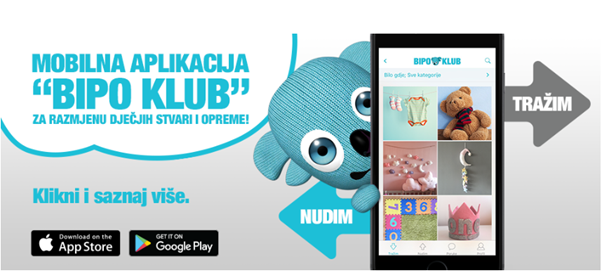 MOBILNA APLIKACIJA
“BIPO KLUB”
ZA RAZMJENU DJEČJIH STVARI I OPREME!
Klikni i saznaj više.
Download on the
App Store
GET IT ON
Google Play
NUDIM
BIPO KLUB
Bilo gdje, Sve kategorije
TRAŽIM